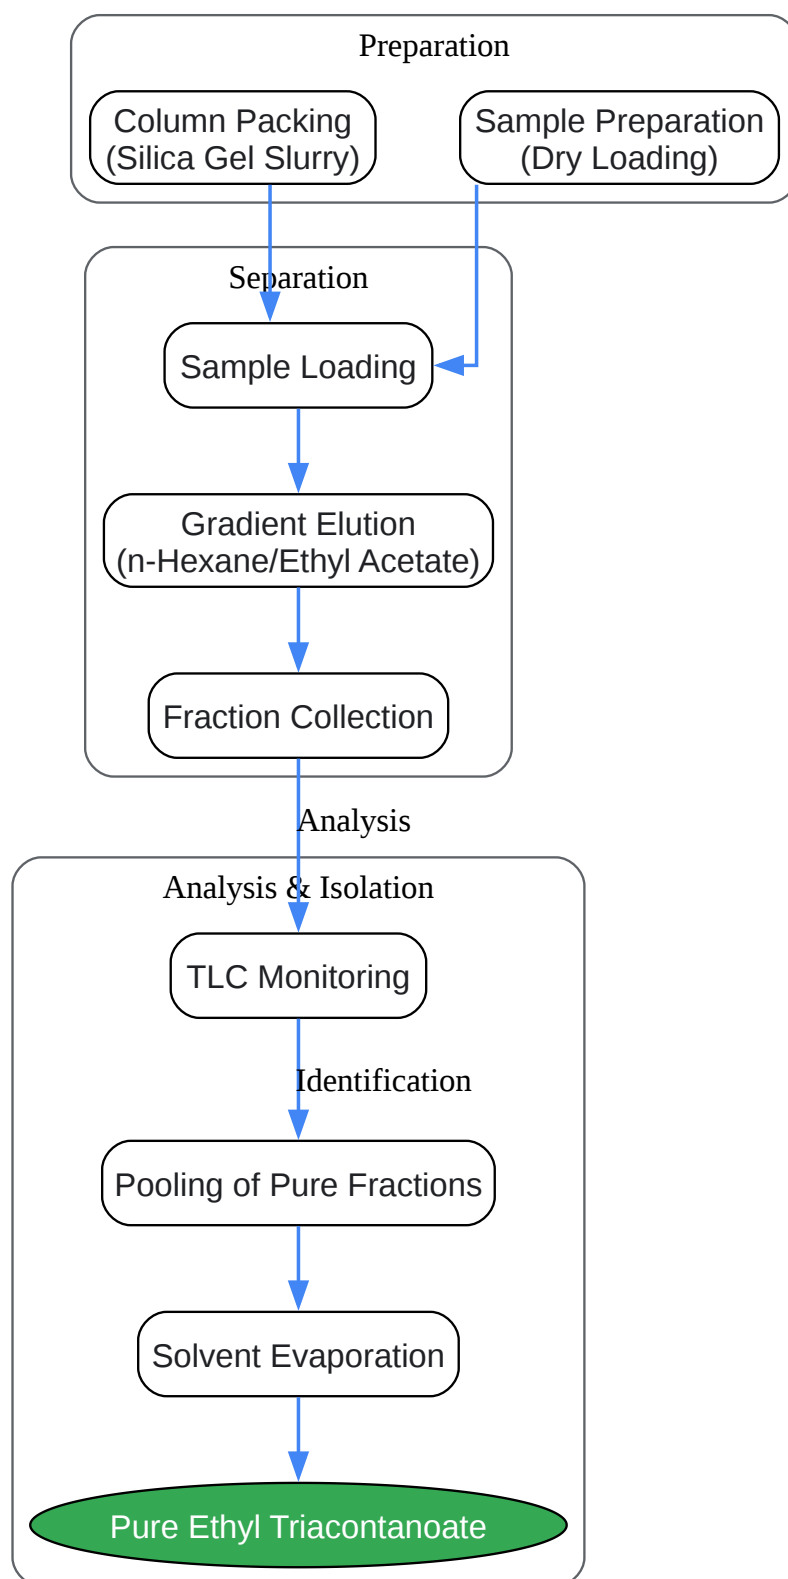 Preparation
Column Packing
(Silica Gel Slurry)
Sample Preparation
(Dry Loading)
Separation
Sample Loading
Gradient Elution
(n-Hexane/Ethyl Acetate)
Fraction Collection
Analysis
Analysis & Isolation
TLC Monitoring
Identification
Pooling of Pure Fractions
Solvent Evaporation
Pure Ethyl Triacontanoate